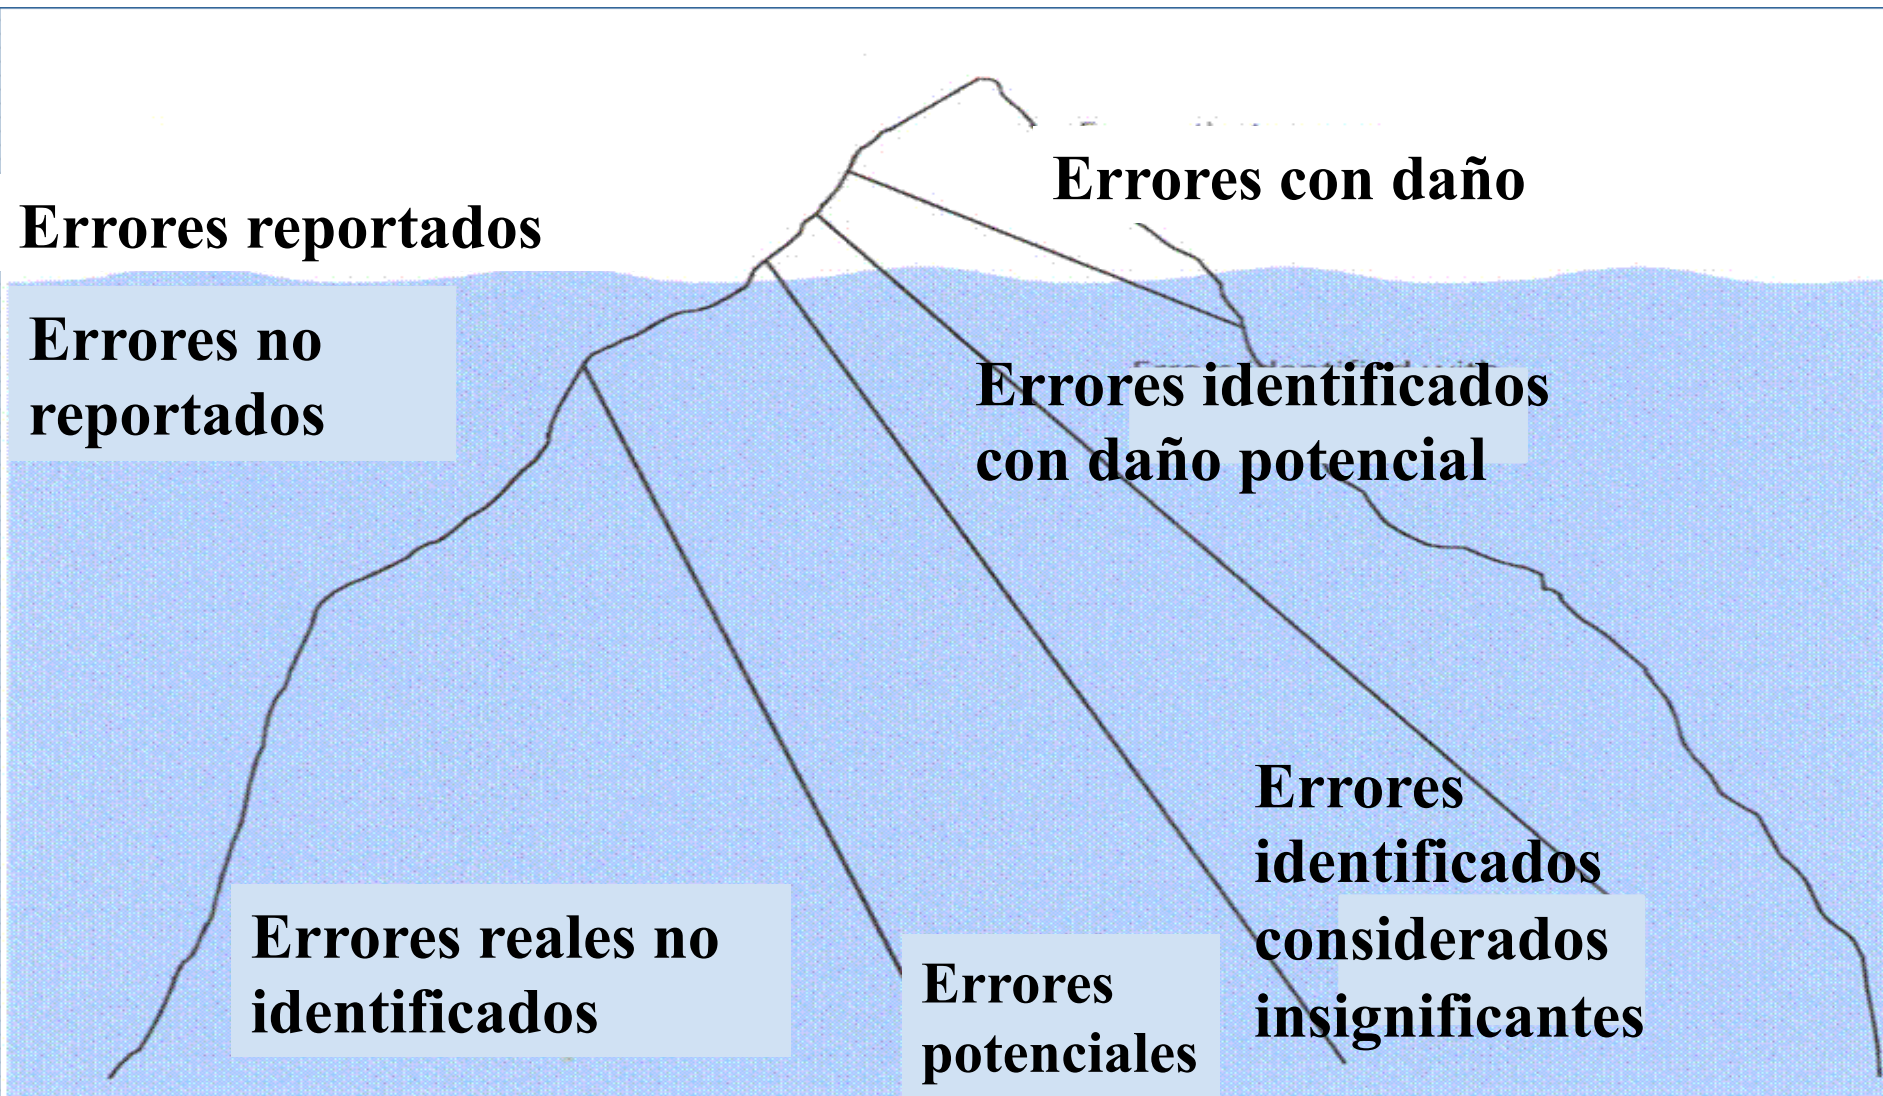 Errores con daño
Errores reportados
Errores no
reportados
Errores identificados
con daño potencial
Errores
identificados
considerados
insignificantes
Errores reales no
identificados
Errores
potenciales